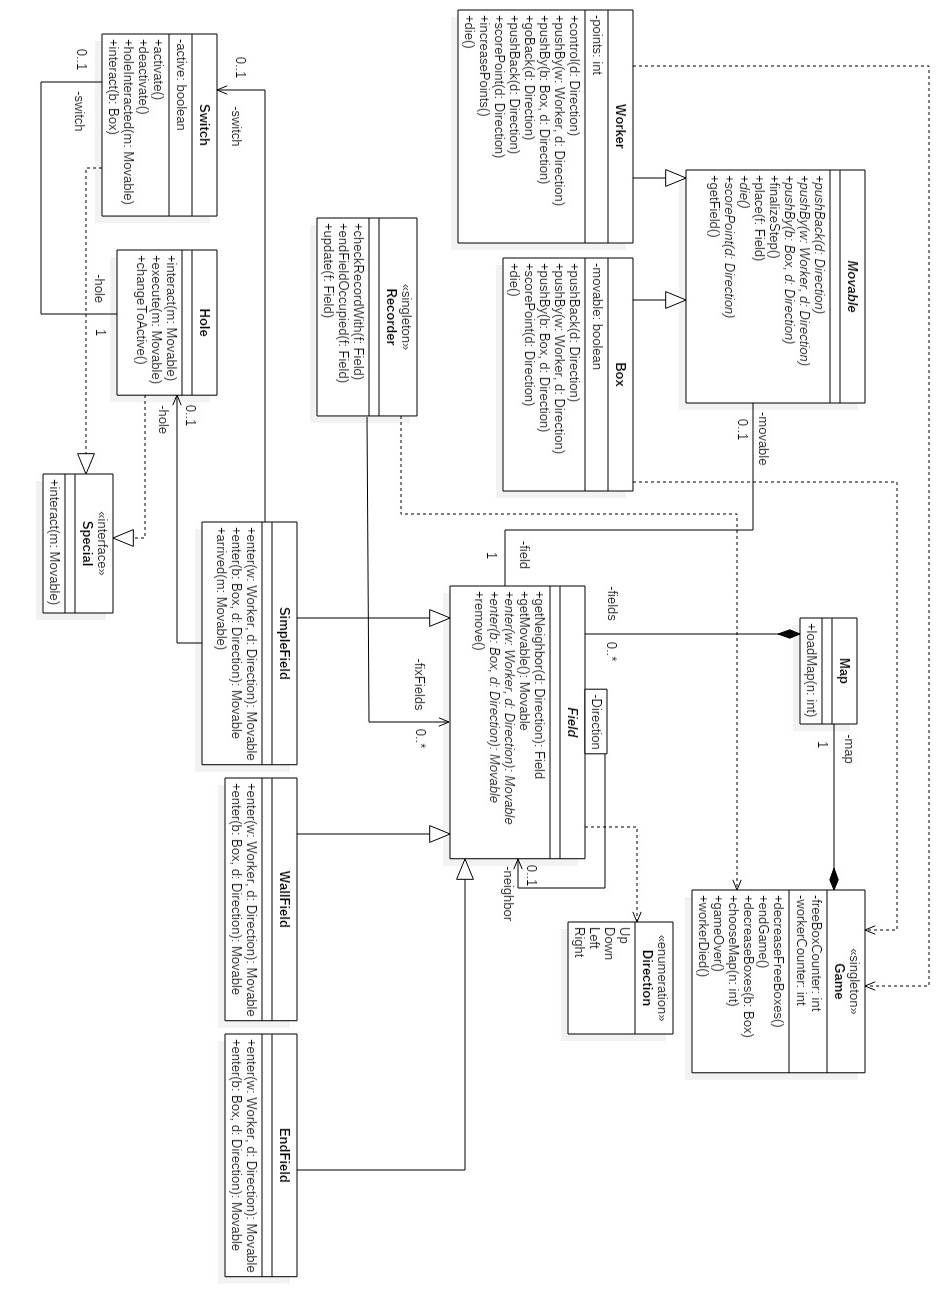 Movable
+pushBack(d: Direction)
+pushBy(w: Worker, d: Direction)
+pushBy(b: Box, d: Direction)
+finalizeStep()
+place(f: Field)
+die()
+scorePoint(d: Direction)
+getField()
Map
+loadMap(n: int)
-map
1
«singleton»
Game
-freeBoxCounter: int
-workerCounter: int
+decreaseFreeBoxes()
+endGame()
+decreaseBoxes(b: Box)
+chooseMap(n: int)
+gameOver()
+workerDied()
-movable
0..1
Worker
-points: int
+control(d: Direction)
+pushBy(w: Worker, d: Direction)
+pushBy(b: Box, d: Direction)
+goBack(d: Direction)
+pushBack(d: Direction)
+scorePoint(d: Direction)
+increasePoints()
+die()
Box
-movable: boolean
+pushBack(d: Direction)
+pushBy(w: Worker, d: Direction)
+pushBy(b: Box, d: Direction)
+scorePoint(d: Direction)
+die()
-fields
0..*
«enumeration»
Direction
Up
Down
Left
Right
-field
1
-Direction
Field
+getNeighbor(d: Direction): Field
+getMovable(): Movable
+enter(w: Worker, d: Direction): Movable
+enter(b: Box, d: Direction): Movable
+remove()
0..1
-neighbor
«singleton»
Recorder
+checkRecordWith(f: Field)
+endFieldOccupied(f: Field)
+update(f: Field)
-fixFields
0..*
0..1
-switch
Switch
-active: boolean
+activate()
+deactivate()
+holeInteracted(m: Movable)
+interact(b: Box)
0..1
-switch
Hole
+interact(m: Movable)
+execute(m: Movable)
+changeToActive()
-hole
1
0..1
-hole
SimpleField
+enter(w: Worker, d: Direction): Movable
+enter(b: Box, d: Direction): Movable
+arrived(m: Movable)
WallField
+enter(w: Worker, d: Direction): Movable
+enter(b: Box, d: Direction): Movable
EndField
+enter(w: Worker, d: Direction): Movable
+enter(b: Box, d: Direction): Movable
«interface»
Special
+interact(m: Movable)